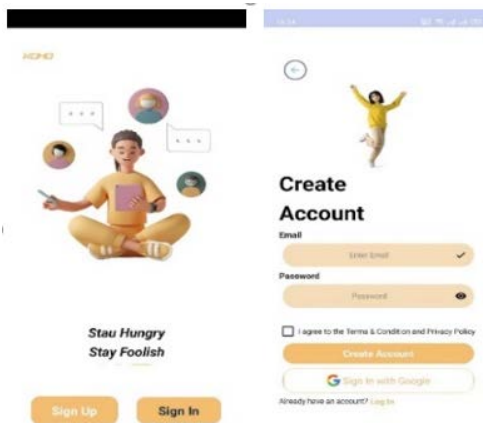 Stau Hungry
Stay Foolish
Sign Up
Sign In
Create
Account
Email
Enter Email
Password
Password
I agree to the Terms & Condition and Privacy Policy
Create Account
G Sign In with Google
Already have an account? Log In